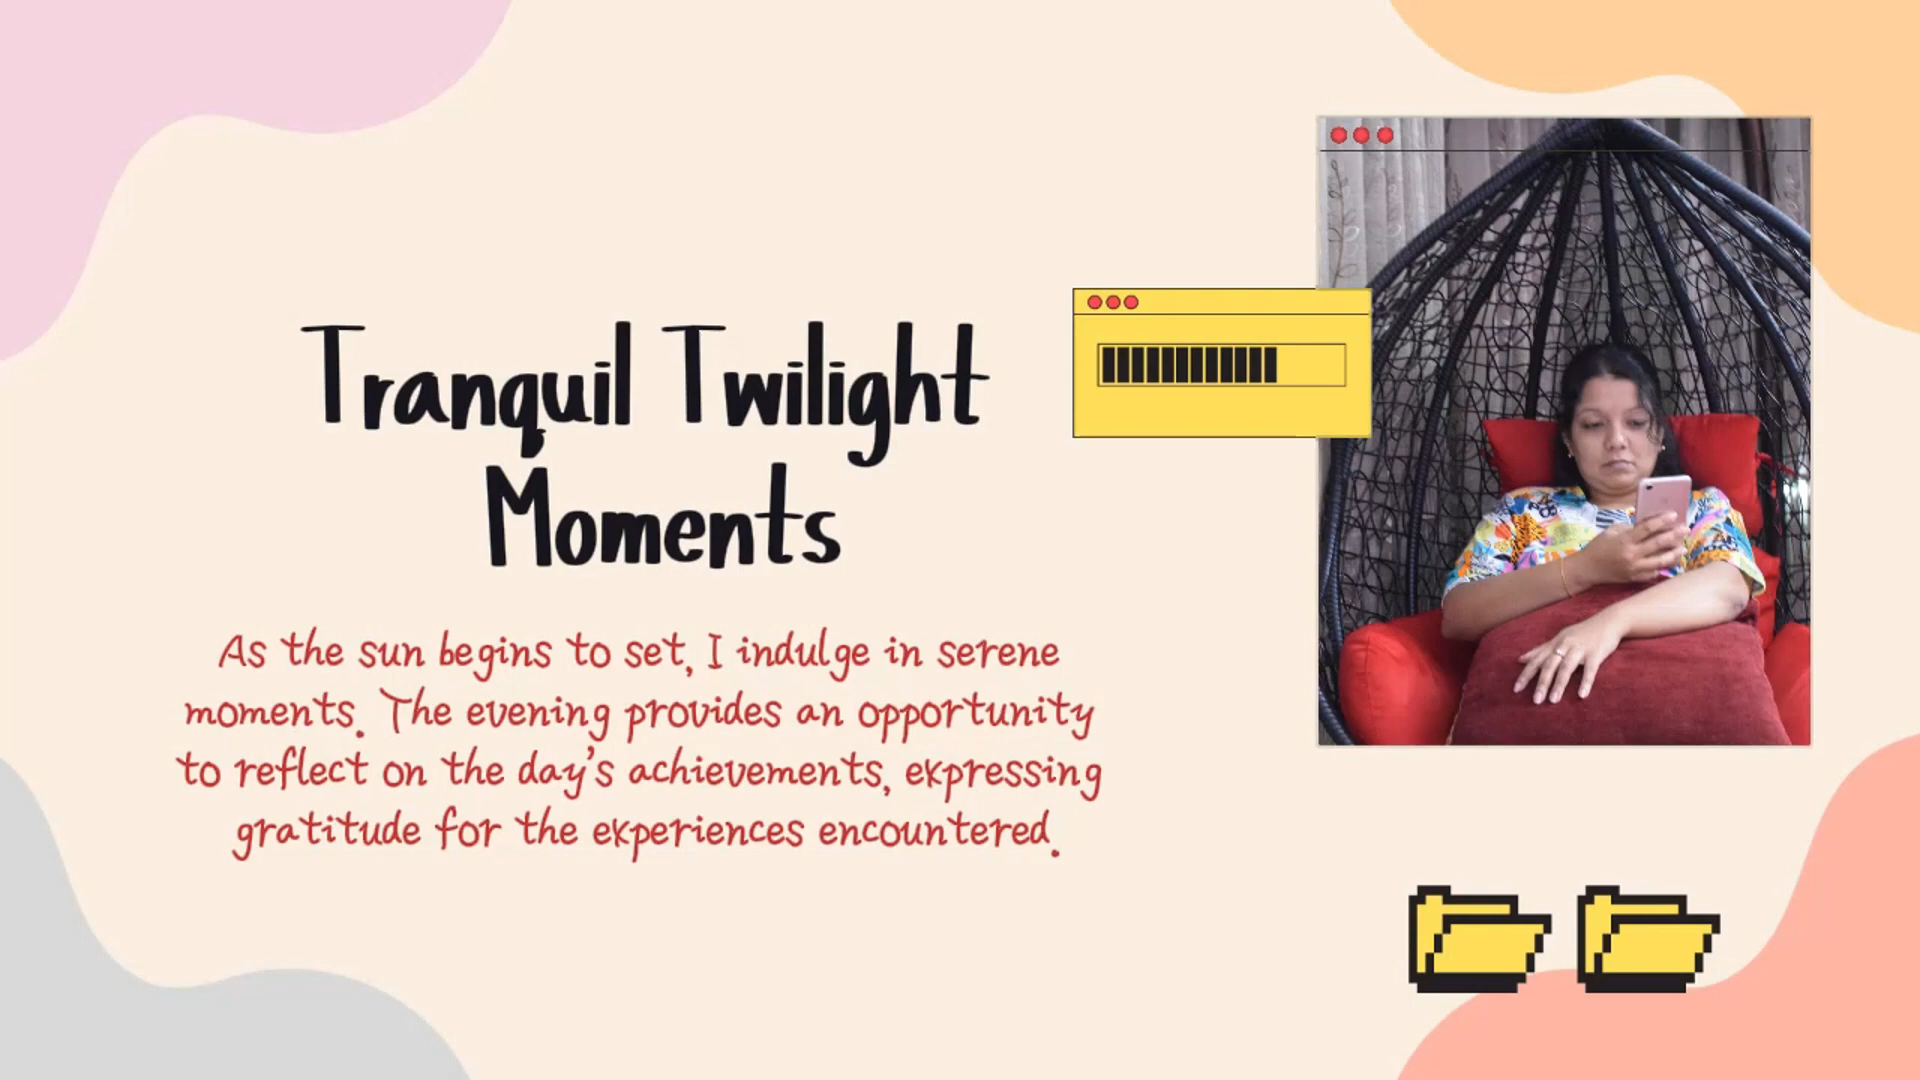 Tranquil Twilight
Moments
As the sun begins to set, I indulge in serene
moments. The evening provides an opportunity
to reflect on the day's achievements, expressing
gratitude for the experiences encountered.